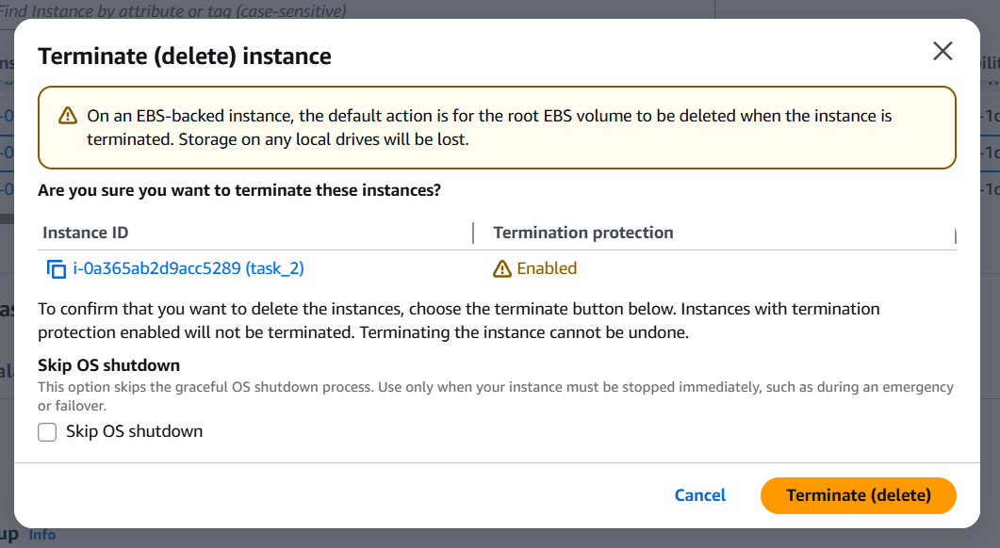 Find Instance by attribute or tag (case-sensitive)
Terminate (delete) instance
On an EBS-backed instance, the default action is for the root EBS volume to be deleted when the instance is
terminated. Storage on any local drives will be lost.
Are you sure you want to terminate these instances?
Instance ID
Termination protection
i-0a365ab2d9acc5289 (task_2)
Enabled
To confirm that you want to delete the instances, choose the terminate button below. Instances with termination
protection enabled will not be terminated. Terminating the instance cannot be undone.
Skip OS shutdown
This option skips the graceful OS shutdown process. Use only when your instance must be stopped immediately, such as during an emergency
or failover.
Skip OS shutdown
Cancel
Terminate (delete)
up Info